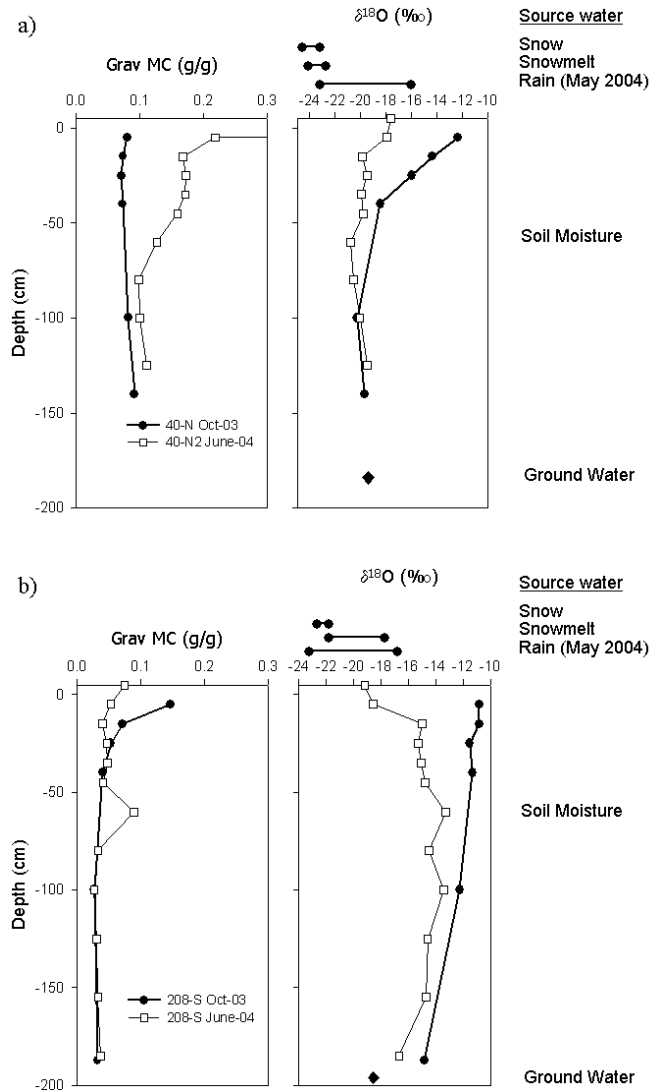 a)
δ18O (‰)
Source water
Snow
Snowmelt
Rain (May 2004)
Grav MC (g/g)
0.0 0.1 0.2 0.3
-24 -22 -20 -18 -16 -14 -12 -10
0
-50
-100
-150
-200
Depth (cm)
Soil Moisture
40-N Oct-03
40-N2 June-04
Ground Water
b)
δ18O (‰)
Source water
Snow
Snowmelt
Rain (May 2004)
Grav MC (g/g)
0.0 0.1 0.2 0.3
-24 -22 -20 -18 -16 -14 -12 -10
0
-50
-100
-150
-200
Depth (cm)
Soil Moisture
208-S Oct-03
208-S June-04
Ground Water